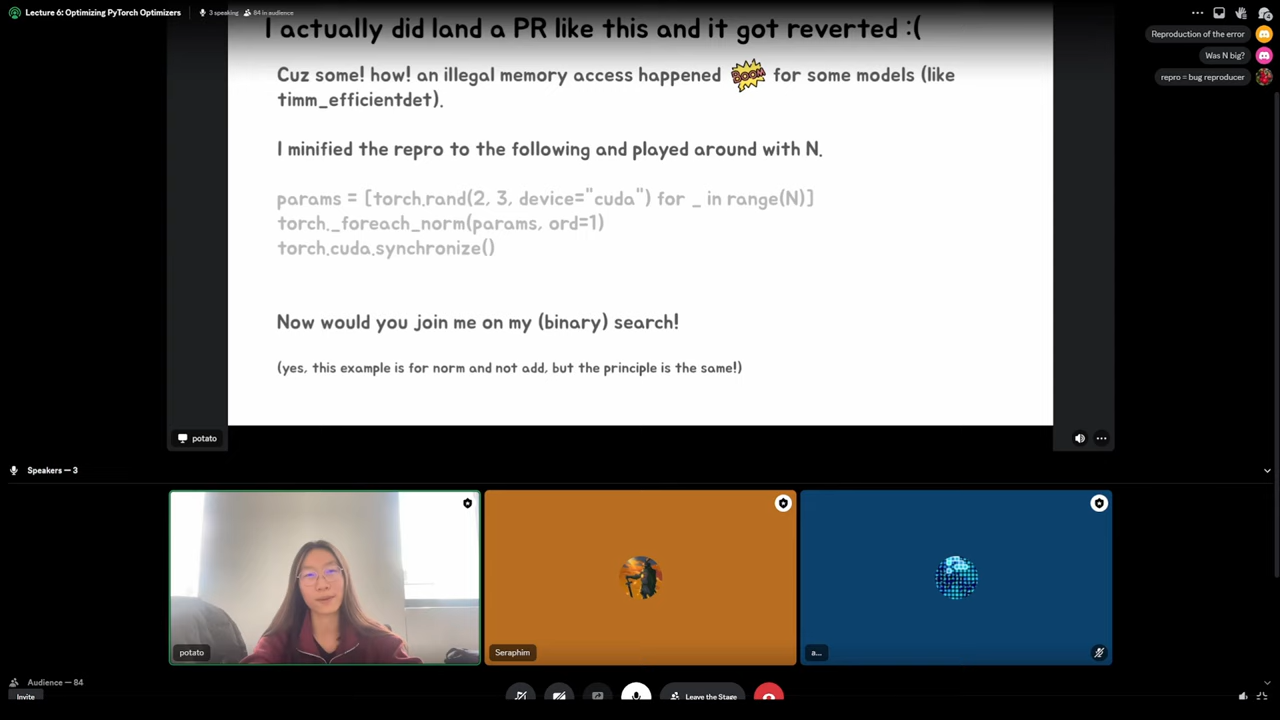 Lecture 6: Optimizing PyTorch Optimizers
3 speaking
84 in audience
I actually did land a PR like this and it got reverted :(
Cuz some! how! an illegal memory access happened BOOM for some models (like
timm_efficientdet).
I minified the repro to the following and played around with N.
params = [torch.rand(2, 3, device="cuda") for _ in range(N)]
torch._foreach_norm(params, ord=1)
torch.cuda.synchronize()
Now would you join me on my (binary) search!
(yes, this example is for norm and not add, but the principle is the same!)
Reproduction of the error
Was N big?
repro = bug reproducer
potato
Speakers — 3
potato
Seraphim
a...
Audience — 84
Invite
Leave the Stage